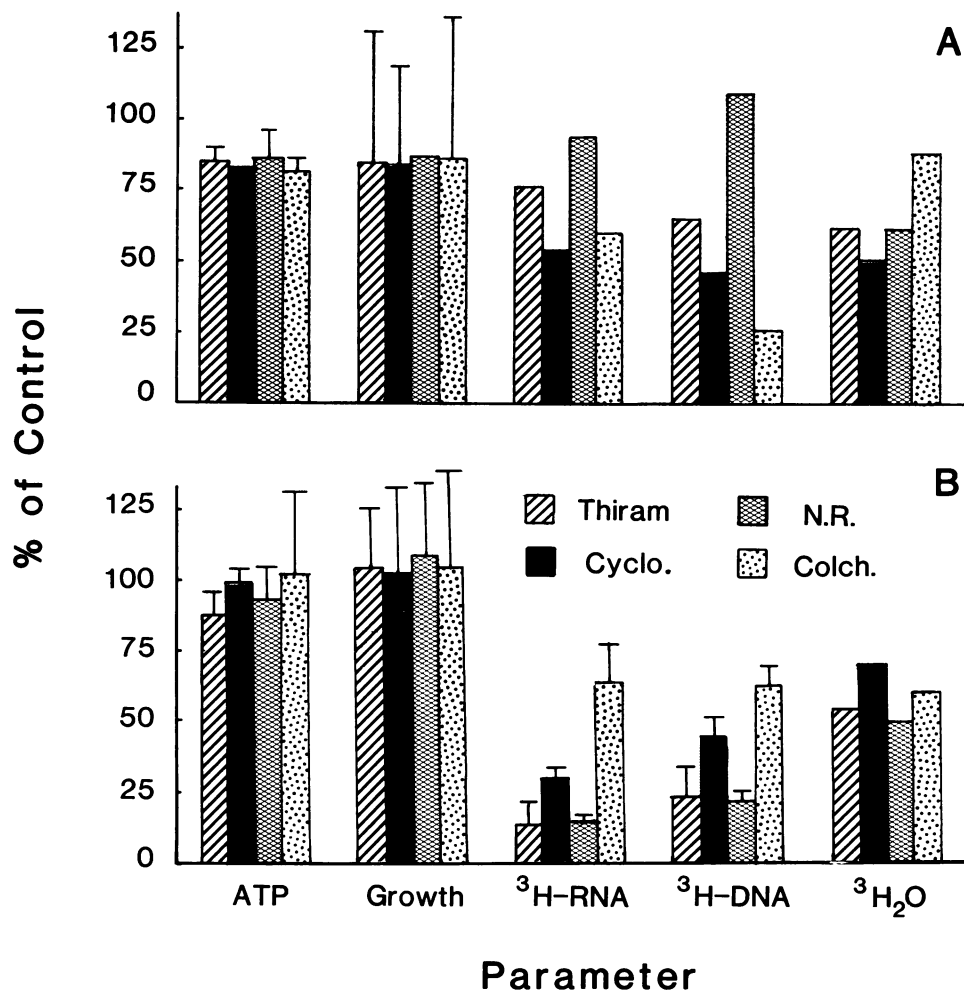 A
125
100
75
50
25
0
% of Control
B
125
100
75
50
25
0
Thiram
N.R.
Cyclo.
Colch.
ATP Growth ³H–RNA ³H–DNA ³H₂O
Parameter